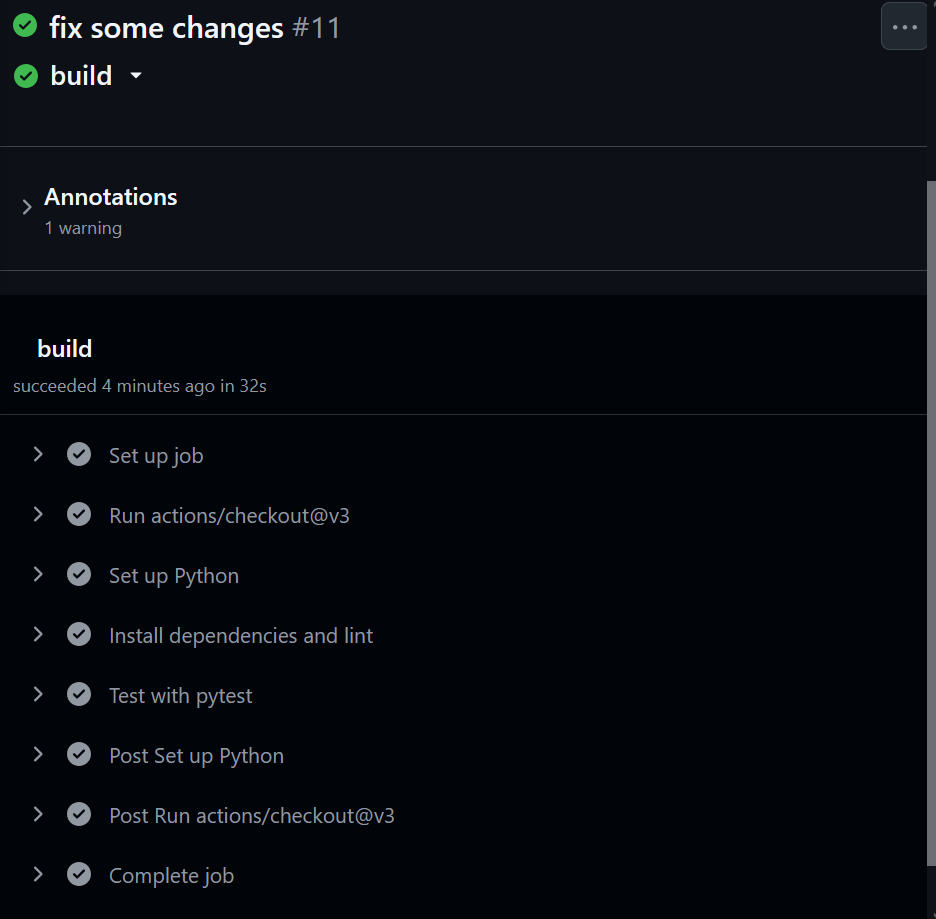 fix some changes #11
build
Annotations
1 warning
build
succeeded 4 minutes ago in 32s
Set up job
Run actions/checkout@v3
Set up Python
Install dependencies and lint
Test with pytest
Post Set up Python
Post Run actions/checkout@v3
Complete job